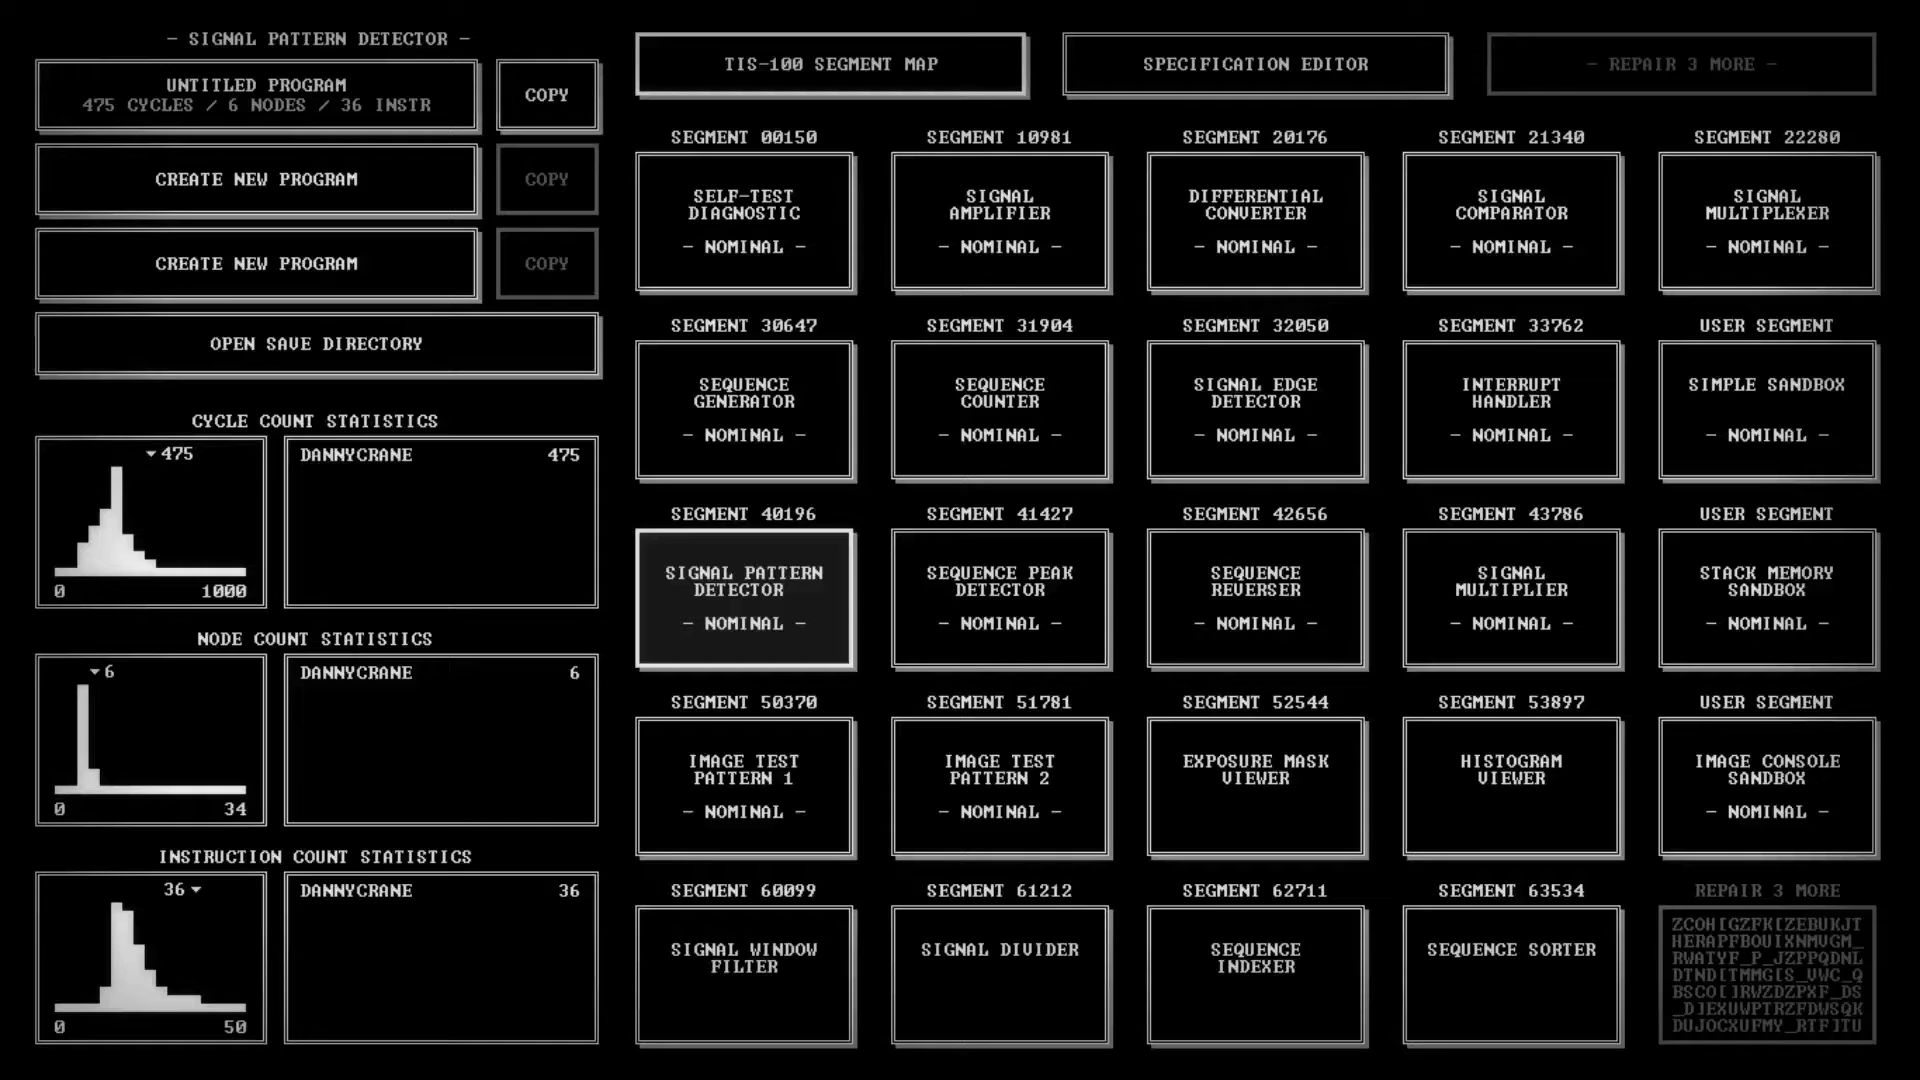 - SIGNAL PATTERN DETECTOR -
UNTITLED PROGRAM
475 CYCLES / 6 NODES / 36 INSTR
COPY
CREATE NEW PROGRAM
COPY
CREATE NEW PROGRAM
COPY
OPEN SAVE DIRECTORY
CYCLE COUNT STATISTICS
475
0 1000
DANNYCRANE 475
NODE COUNT STATISTICS
6
0 34
DANNYCRANE 6
INSTRUCTION COUNT STATISTICS
36
0 50
DANNYCRANE 36
TIS-100 SEGMENT MAP
SPECIFICATION EDITOR
- REPAIR 3 MORE -
SEGMENT 00150
SELF-TEST
DIAGNOSTIC
- NOMINAL -
SEGMENT 10981
SIGNAL
AMPLIFIER
- NOMINAL -
SEGMENT 20176
DIFFERENTIAL
CONVERTER
- NOMINAL -
SEGMENT 21340
SIGNAL
COMPARATOR
- NOMINAL -
SEGMENT 22280
SIGNAL
MULTIPLEXER
- NOMINAL -
SEGMENT 30647
SEQUENCE
GENERATOR
- NOMINAL -
SEGMENT 31904
SEQUENCE
COUNTER
- NOMINAL -
SEGMENT 32050
SIGNAL EDGE
DETECTOR
- NOMINAL -
SEGMENT 33762
INTERRUPT
HANDLER
- NOMINAL -
USER SEGMENT
SIMPLE SANDBOX
- NOMINAL -
SEGMENT 40196
SIGNAL PATTERN
DETECTOR
- NOMINAL -
SEGMENT 41427
SEQUENCE PEAK
DETECTOR
- NOMINAL -
SEGMENT 42656
SEQUENCE
REVERSER
- NOMINAL -
SEGMENT 43786
SIGNAL
MULTIPLIER
- NOMINAL -
USER SEGMENT
STACK MEMORY
SANDBOX
- NOMINAL -
SEGMENT 50370
IMAGE TEST
PATTERN 1
- NOMINAL -
SEGMENT 51781
IMAGE TEST
PATTERN 2
- NOMINAL -
SEGMENT 52544
EXPOSURE MASK
VIEWER
SEGMENT 53897
HISTOGRAM
VIEWER
USER SEGMENT
IMAGE CONSOLE
SANDBOX
- NOMINAL -
SEGMENT 60099
SIGNAL WINDOW
FILTER
SEGMENT 61212
SIGNAL DIVIDER
SEGMENT 62711
SEQUENCE
INDEXER
SEGMENT 63534
SEQUENCE SORTER
REPAIR 3 MORE